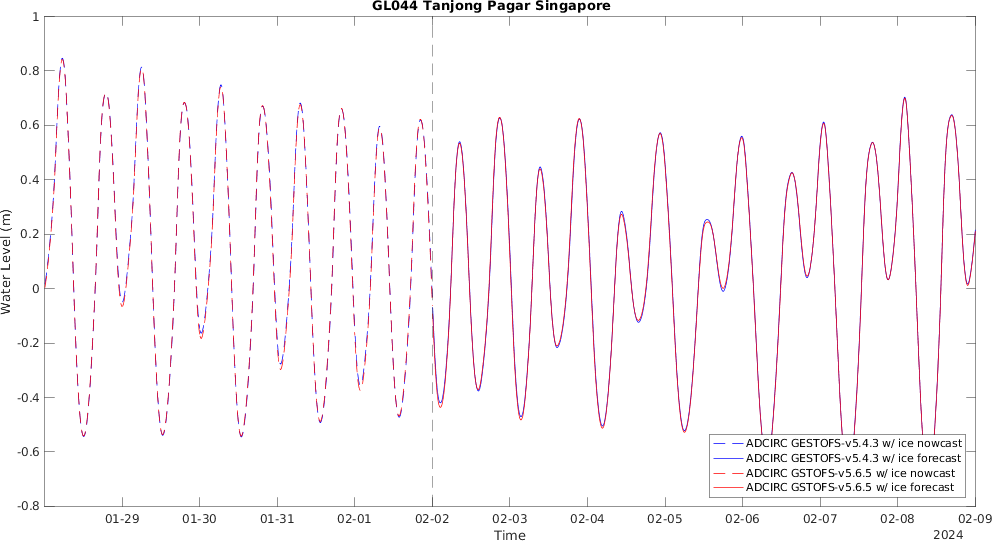 GL044 Tanjong Pagar Singapore
1
0.8
0.6
0.4
0.2
0
-0.2
-0.4
-0.6
-0.8
Water Level (m)
ADCIRC GESTOFS-v5.4.3 w/ ice nowcast
ADCIRC GESTOFS-v5.4.3 w/ ice forecast
ADCIRC GSTOFS-v5.6.5 w/ ice nowcast
ADCIRC GSTOFS-v5.6.5 w/ ice forecast
01-29 01-30 01-31 02-01 02-02 02-03 02-04 02-05 02-06 02-07 02-08 02-09
Time 2024